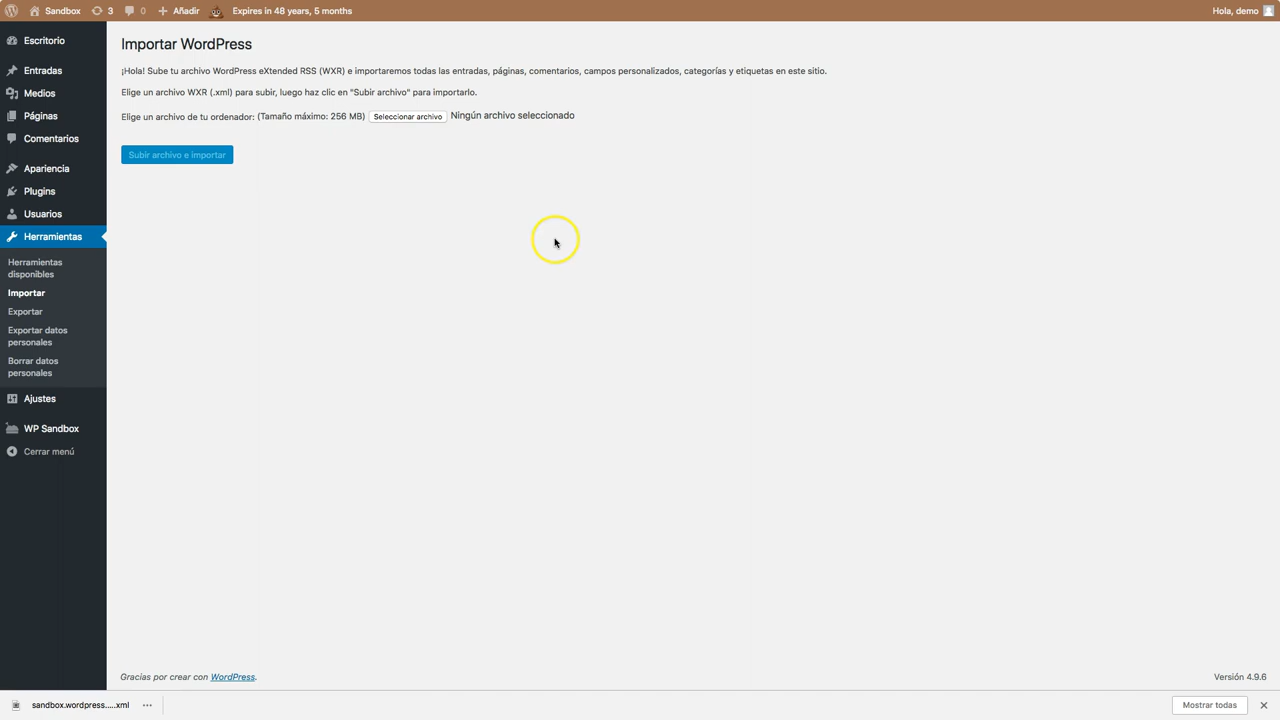 Sandbox 3 0 Añadir Expires in 48 years, 5 months Hola, demo
Escritorio
Entradas
Medios
Páginas
Comentarios
Apariencia
Plugins
Usuarios
Herramientas
Herramientas
disponibles
Importar
Exportar
Exportar datos
personales
Borrar datos
personales
Ajustes
WP Sandbox
Cerrar menú
Importar WordPress
¡Hola! Sube tu archivo WordPress eXtended RSS (WXR) e importaremos todas las entradas, páginas, comentarios, campos personalizados, categorías y etiquetas en este sitio.
Elige un archivo WXR (.xml) para subir, luego haz clic en "Subir archivo" para importarlo.
Elige un archivo de tu ordenador: (Tamaño máximo: 256 MB) Seleccionar archivo Ningún archivo seleccionado
Subir archivo e importar
Gracias por crear con WordPress. Versión 4.9.6
sandbox.wordpress.....xml Mostrar todas